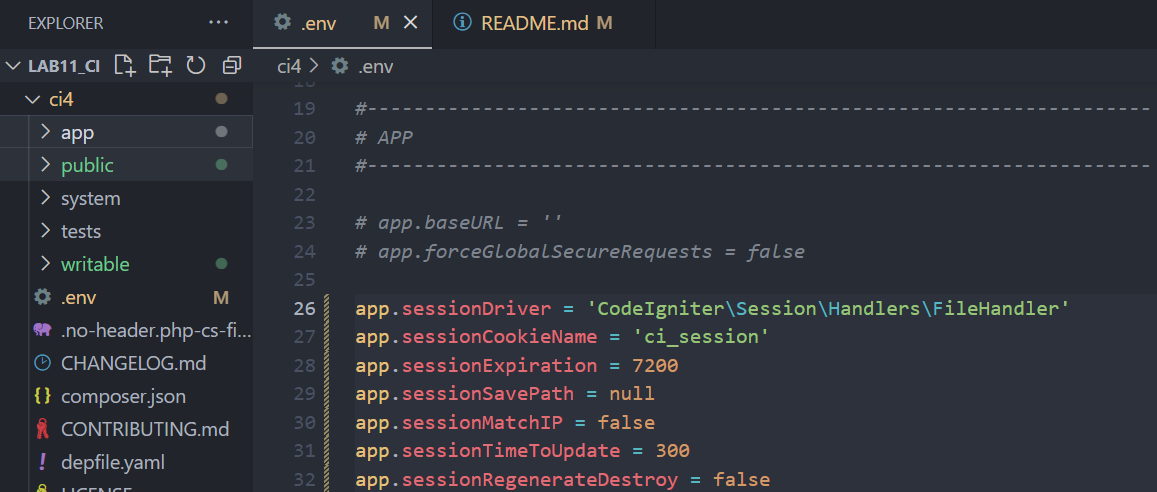 EXPLORER ...
.env M
README.md M
LAB11_CI
ci4 > .env
ci4
app
public
system
tests
writable
.env M
.no-header.php-cs-fi...
CHANGELOG.md
composer.json
CONTRIBUTING.md
depfile.yaml
LICENSE
18
19 #---------------------------------------------------------------------
20 # APP
21 #---------------------------------------------------------------------
22
23 # app.baseURL = ''
24 # app.forceGlobalSecureRequests = false
25
26 app.sessionDriver = 'CodeIgniter\Session\Handlers\FileHandler'
27 app.sessionCookieName = 'ci_session'
28 app.sessionExpiration = 7200
29 app.sessionSavePath = null
30 app.sessionMatchIP = false
31 app.sessionTimeToUpdate = 300
32 app.sessionRegenerateDestroy = false